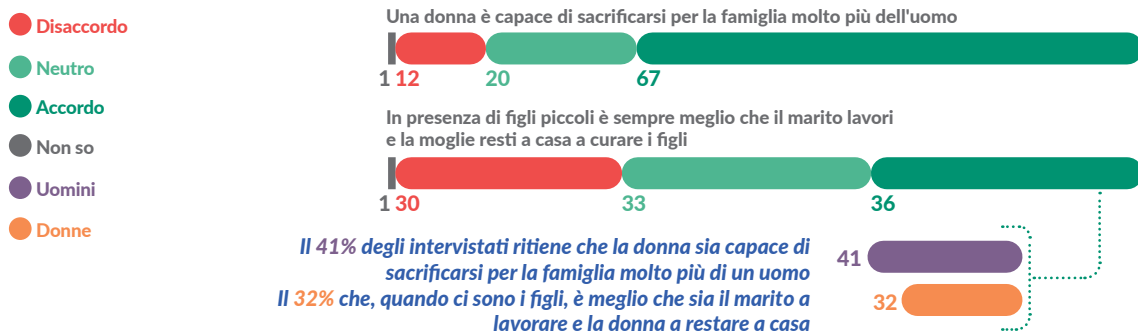 Disaccordo
Neutro
Accordo
Non so
Uomini
Donne
Una donna è capace di sacrificarsi per la famiglia molto più dell'uomo
1 12 20 67
In presenza di figli piccoli è sempre meglio che il marito lavori
e la moglie resti a casa a curare i figli
1 30 33 36
Il 41% degli intervistati ritiene che la donna sia capace di
sacrificarsi per la famiglia molto più di un uomo
Il 32% che, quando ci sono i figli, è meglio che sia il marito a
lavorare e la donna a restare a casa
41
32